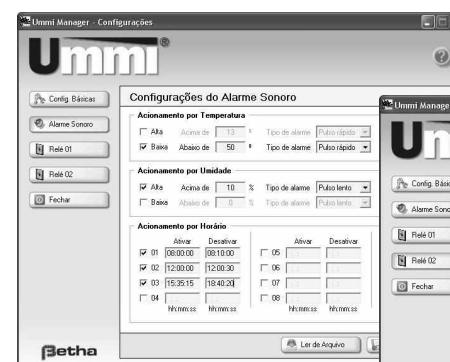 Ummi Manager - Configurações
Ummi®
Config. Básicas
Alarme Sonoro
Relé 01
Relé 02
Fechar
Betha
Configurações do Alarme Sonoro
Acionamento por Temperatura
Alta Acima de 13 ° Tipo de alarme Pulso rápido
Baixa Abaixo de 50 ° Tipo de alarme Pulso rápido
Acionamento por Umidade
Alta Acima de 10 % Tipo de alarme Pulso lento
Baixa Abaixo de 0 % Tipo de alarme Pulso lento
Acionamento por Horário
Ativar Desativar Ativar Desativar
01 08:00:00 08:10:00 05
02 12:00:00 12:00:30 06
03 15:35:15 18:40:20 07
04 08
hh:mm:ss hh:mm:ss hh:mm:ss hh:mm:ss
Ler de Arquivo
Ummi Manage
Um
Config. Básic
Alarme Sono
Relé 01
Relé 02
Fechar